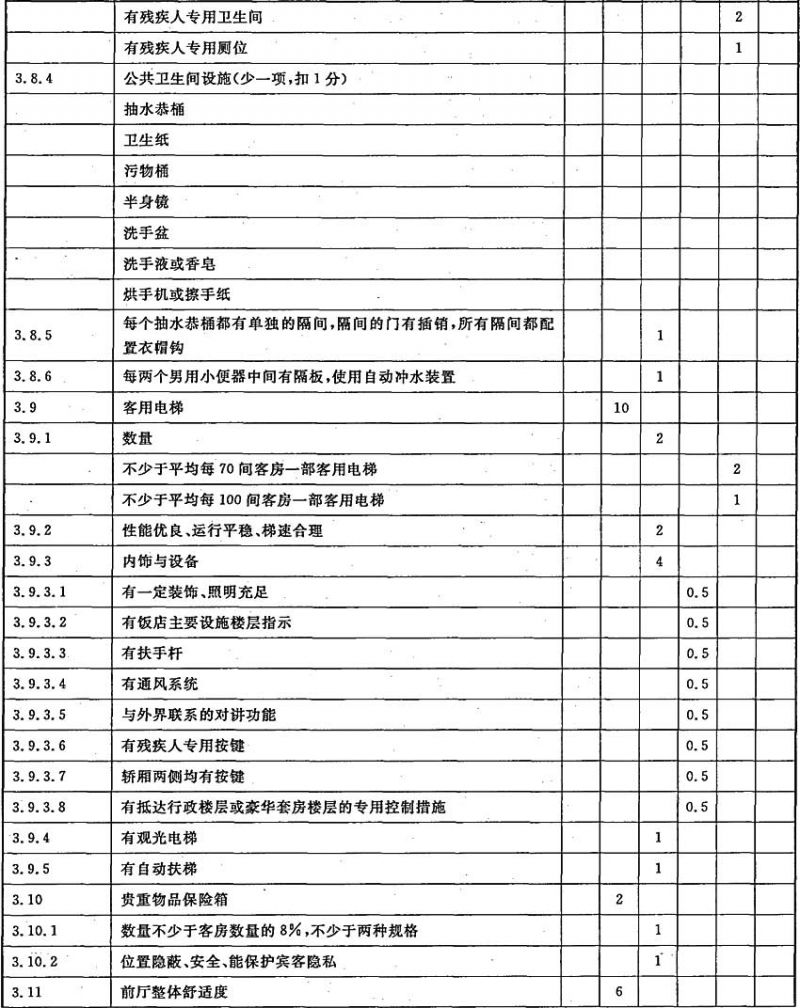 有残疾人专用卫生间 2
有残疾人专用厕位 1
3.8.4 公共卫生间设施(少一项,扣1分)
抽水恭桶
卫生纸
污物桶
半身镜
洗手盆
洗手液或香皂
烘手机或擦手纸
3.8.5 每个抽水恭桶都有单独的隔间,隔间的门有插销,所有隔间都配
置衣帽钩 1
3.8.6 每两个男用小便器中间有隔板,使用自动冲水装置 1
3.9 客用电梯 10
3.9.1 数量 2
不少于平均每70间客房一部客用电梯 2
不少于平均每100间客房一部客用电梯 1
3.9.2 性能优良、运行平稳、梯速合理 2
3.9.3 内饰与设备 4
3.9.3.1 有一定装饰、照明充足 0.5
3.9.3.2 有饭店主要设施楼层指示 0.5
3.9.3.3 有扶手杆 0.5
3.9.3.4 有通风系统 0.5
3.9.3.5 与外界联系的对讲功能 0.5
3.9.3.6 有残疾人专用按键 0.5
3.9.3.7 轿厢两侧均有按键 0.5
3.9.3.8 有抵达行政楼层或豪华套房楼层的专用控制措施 0.5
3.9.4 有观光电梯 1
3.9.5 有自动扶梯 1
3.10 贵重物品保险箱 2
3.10.1 数量不少于客房数量的8%,不少于两种规格 1
3.10.2 位置隐蔽、安全、能保护宾客隐私 1
3.11 前厅整体舒适度 6